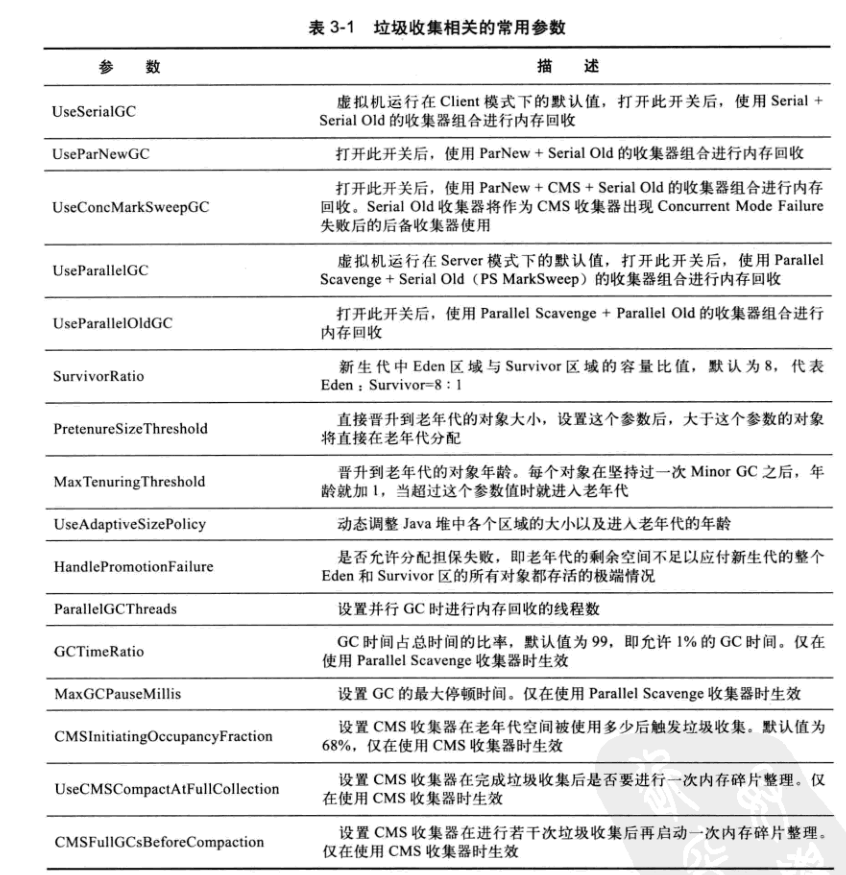 表 3-1 垃圾收集相关的常用参数
参 数 描 述
UseSerialGC
虚拟机运行在 Client 模式下的默认值，打开此开关后，使用 Serial +
Serial Old 的收集器组合进行内存回收
UseParNewGC
打开此开关后，使用 ParNew + Serial Old 的收集器组合进行内存回收
UseConcMarkSweepGC
打开此开关后，使用 ParNew + CMS + Serial Old 的收集器组合进行内存
回收。Serial Old 收集器将作为 CMS 收集器出现 Concurrent Mode Failure
失败后的后备收集器使用
UseParallelGC
虚拟机运行在 Server 模式下的默认值，打开此开关后，使用 Parallel
Scavenge + Serial Old（PS MarkSweep）的收集器组合进行内存回收
UseParallelOldGC
打开此开关后，使用 Parallel Scavenge + Parallel Old 的收集器组合进行
内存回收
SurvivorRatio
新生代中 Eden 区域与 Survivor 区域的容量比值，默认为 8，代表
Eden : Survivor=8 : 1
PretenureSizeThreshold
直接晋升到老年代的对象大小，设置这个参数后，大于这个参数的对象
将直接在老年代分配
MaxTenuringThreshold
晋升到老年代的对象年龄。每个对象在坚持过一次 Minor GC 之后，年
龄就加 1，当超过这个参数值时就进入老年代
UseAdaptiveSizePolicy
动态调整 Java 堆中各个区域的大小以及进入老年代的年龄
HandlePromotionFailure
是否允许分配担保失败，即老年代的剩余空间不足以应付新生代的整个
Eden 和 Survivor 区的所有对象都存活的极端情况
ParallelGCThreads
设置并行 GC 时进行内存回收的线程数
GCTimeRatio
GC 时间占总时间的比率，默认值为 99，即允许 1% 的 GC 时间。仅在
使用 Parallel Scavenge 收集器时生效
MaxGCPauseMillis
设置 GC 的最大停顿时间。仅在使用 Parallel Scavenge 收集器时生效
CMSInitiatingOccupancyFraction
设置 CMS 收集器在老年代空间被使用多少后触发垃圾收集。默认值为
68%，仅在使用 CMS 收集器时生效
UseCMSCompactAtFullCollection
设置 CMS 收集器在完成垃圾收集后是否要进行一次内存碎片整理。仅
在使用 CMS 收集器时生效
CMSFullGCsBeforeCompaction
设置 CMS 收集器在进行若干次垃圾收集后再启动一次内存碎片整理。
仅在使用 CMS 收集器时生效